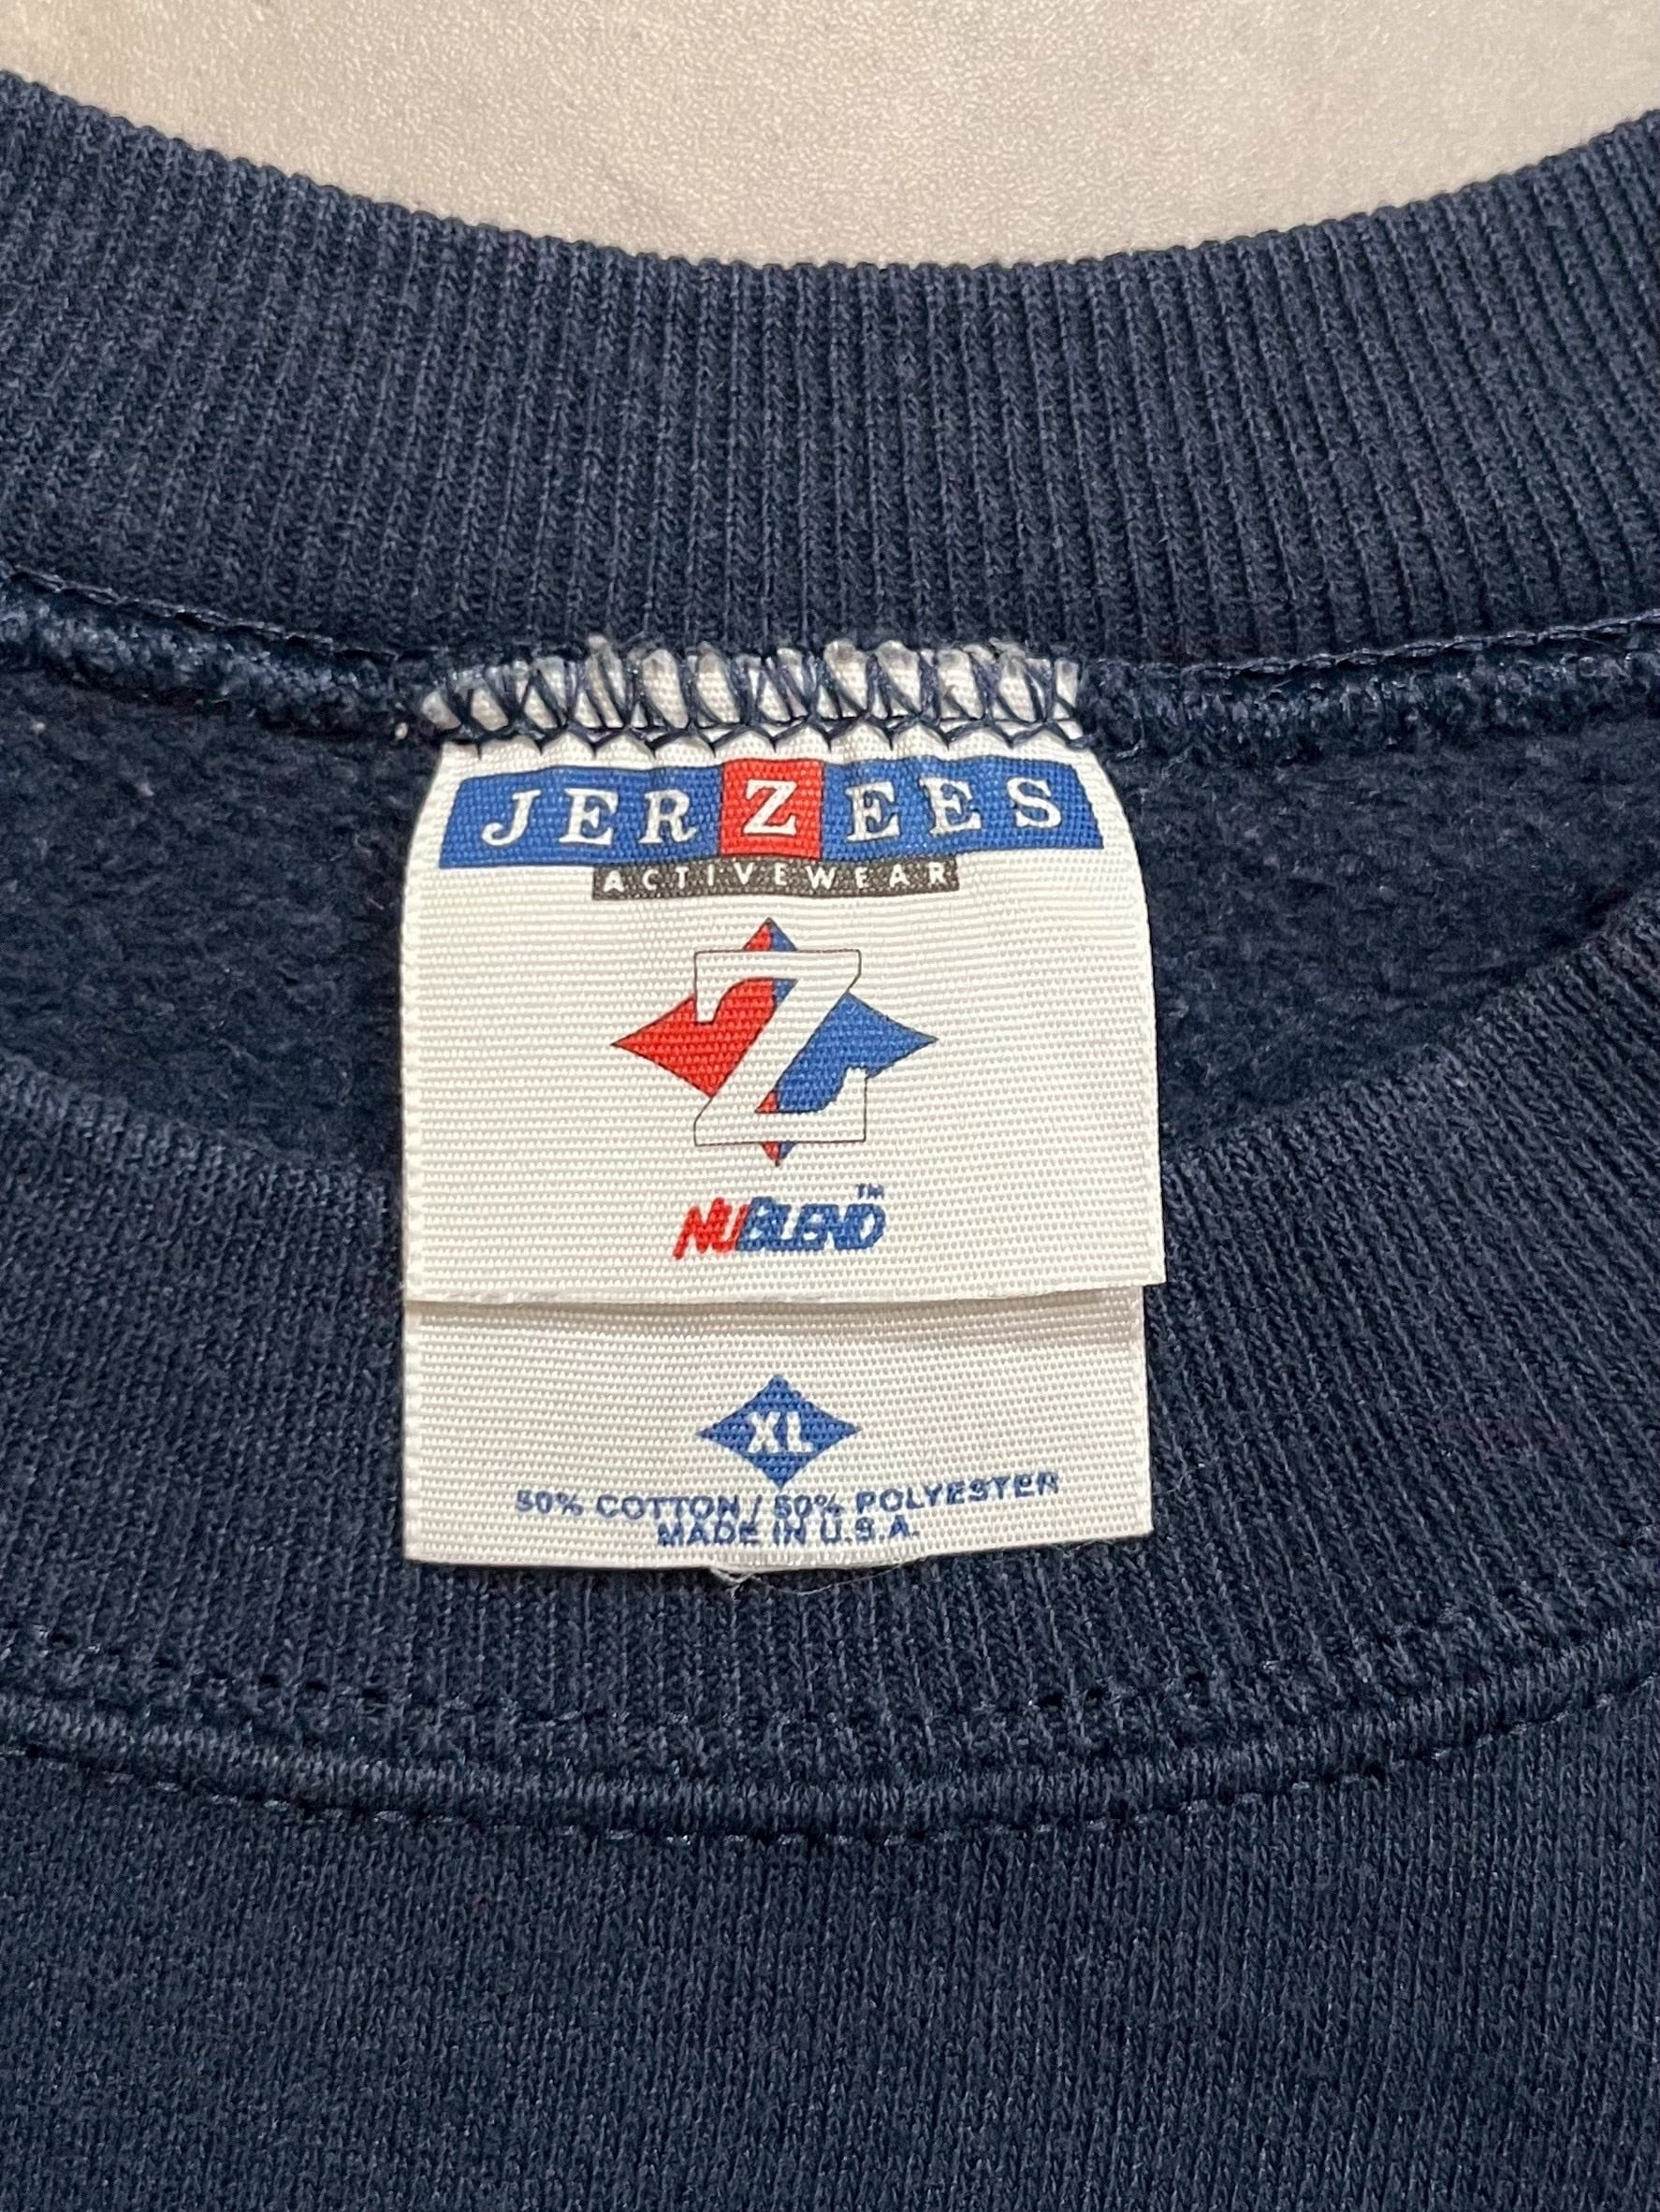 JERZEES
ACTIVEWEAR
Z
NUBLEND™
XL
50% COTTON / 50% POLYESTER
MADE IN U.S.A.